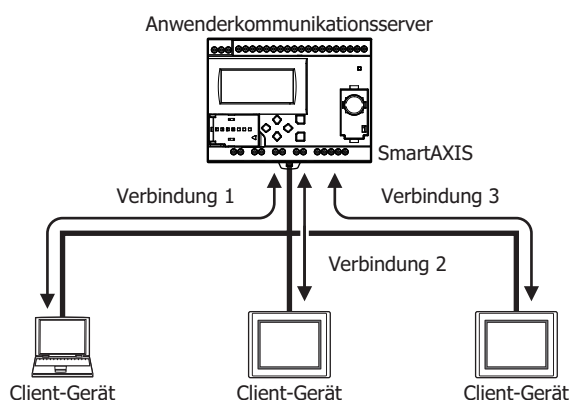 Anwenderkommunikationsserver
SmartAXIS
Verbindung 1
Verbindung 3
Verbindung 2
Client-Gerät
Client-Gerät
Client-Gerät